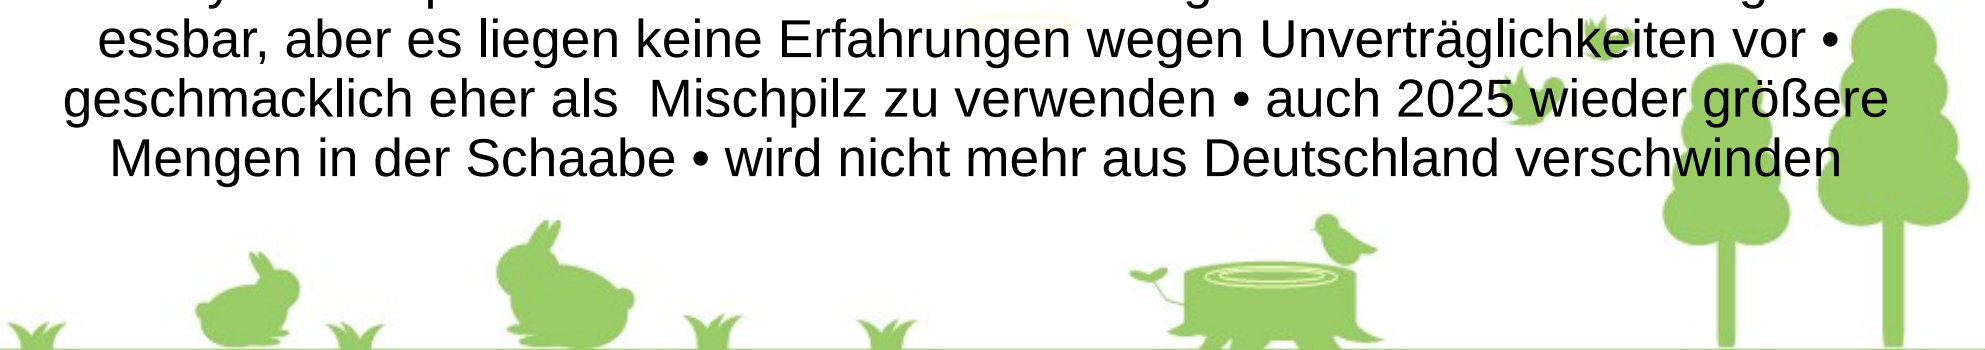 essbar, aber es liegen keine Erfahrungen wegen Unverträglichkeiten vor •
geschmacklich eher als  Mischpilz zu verwenden • auch 2025 wieder größere
Mengen in der Schaabe • wird nicht mehr aus Deutschland verschwinden